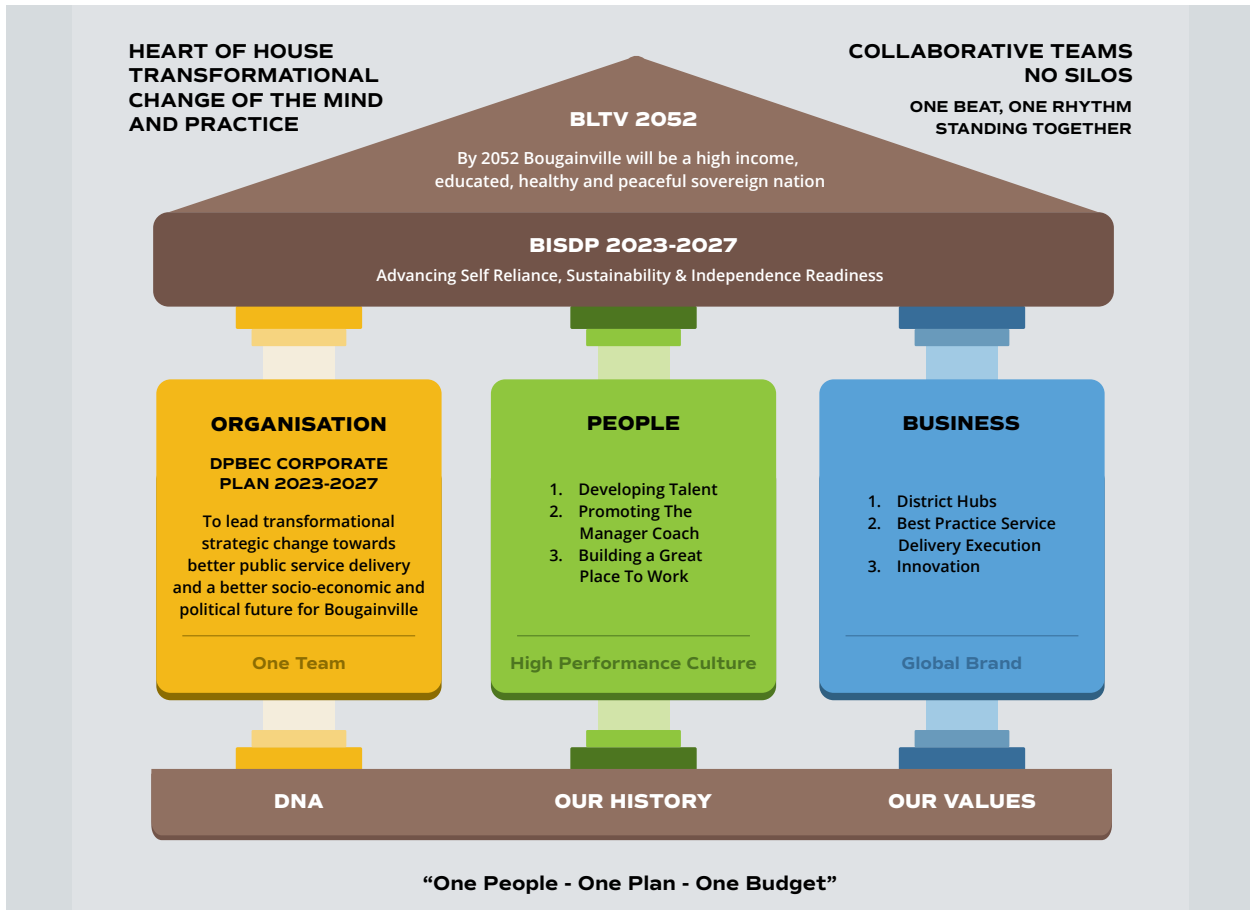 HEART OF HOUSE
TRANSFORMATIONAL
CHANGE OF THE MIND
AND PRACTICE
COLLABORATIVE TEAMS
NO SILOS
ONE BEAT, ONE RHYTHM
STANDING TOGETHER
BLTV 2052
By 2052 Bougainville will be a high income,
educated, healthy and peaceful sovereign nation
BISDP 2023-2027
Advancing Self Reliance, Sustainability & Independence Readiness
ORGANISATION
DPBEC CORPORATE
PLAN 2023-2027
To lead transformational
strategic change towards
better public service delivery
and a better socio-economic and
political future for Bougainville
One Team
PEOPLE
1. Developing Talent
2. Promoting The
Manager Coach
3. Building a Great
Place To Work
High Performance Culture
BUSINESS
1. District Hubs
2. Best Practice Service
Delivery Execution
3. Innovation
Global Brand
DNA
OUR HISTORY
OUR VALUES
“One People - One Plan - One Budget”